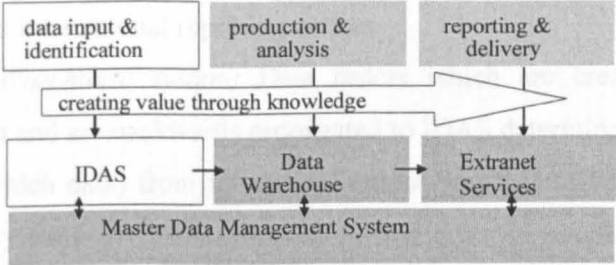 data input &
identification
production &
analysis
reporting &
delivery
creating value through knowledge
IDAS
Data
Warehouse
Extranet
Services
Master Data Management System